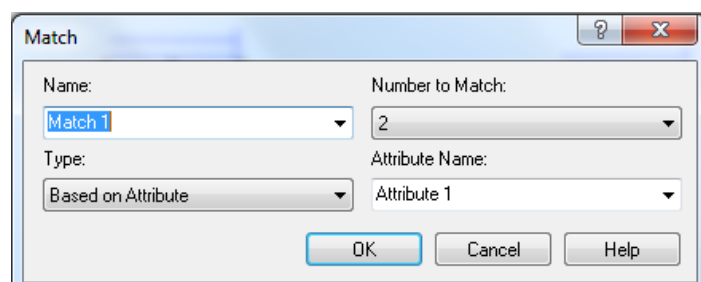 Match
Name:
Number to Match:
Match 1
2
Type:
Attribute Name:
Based on Attribute
Attribute 1
OK
Cancel
Help